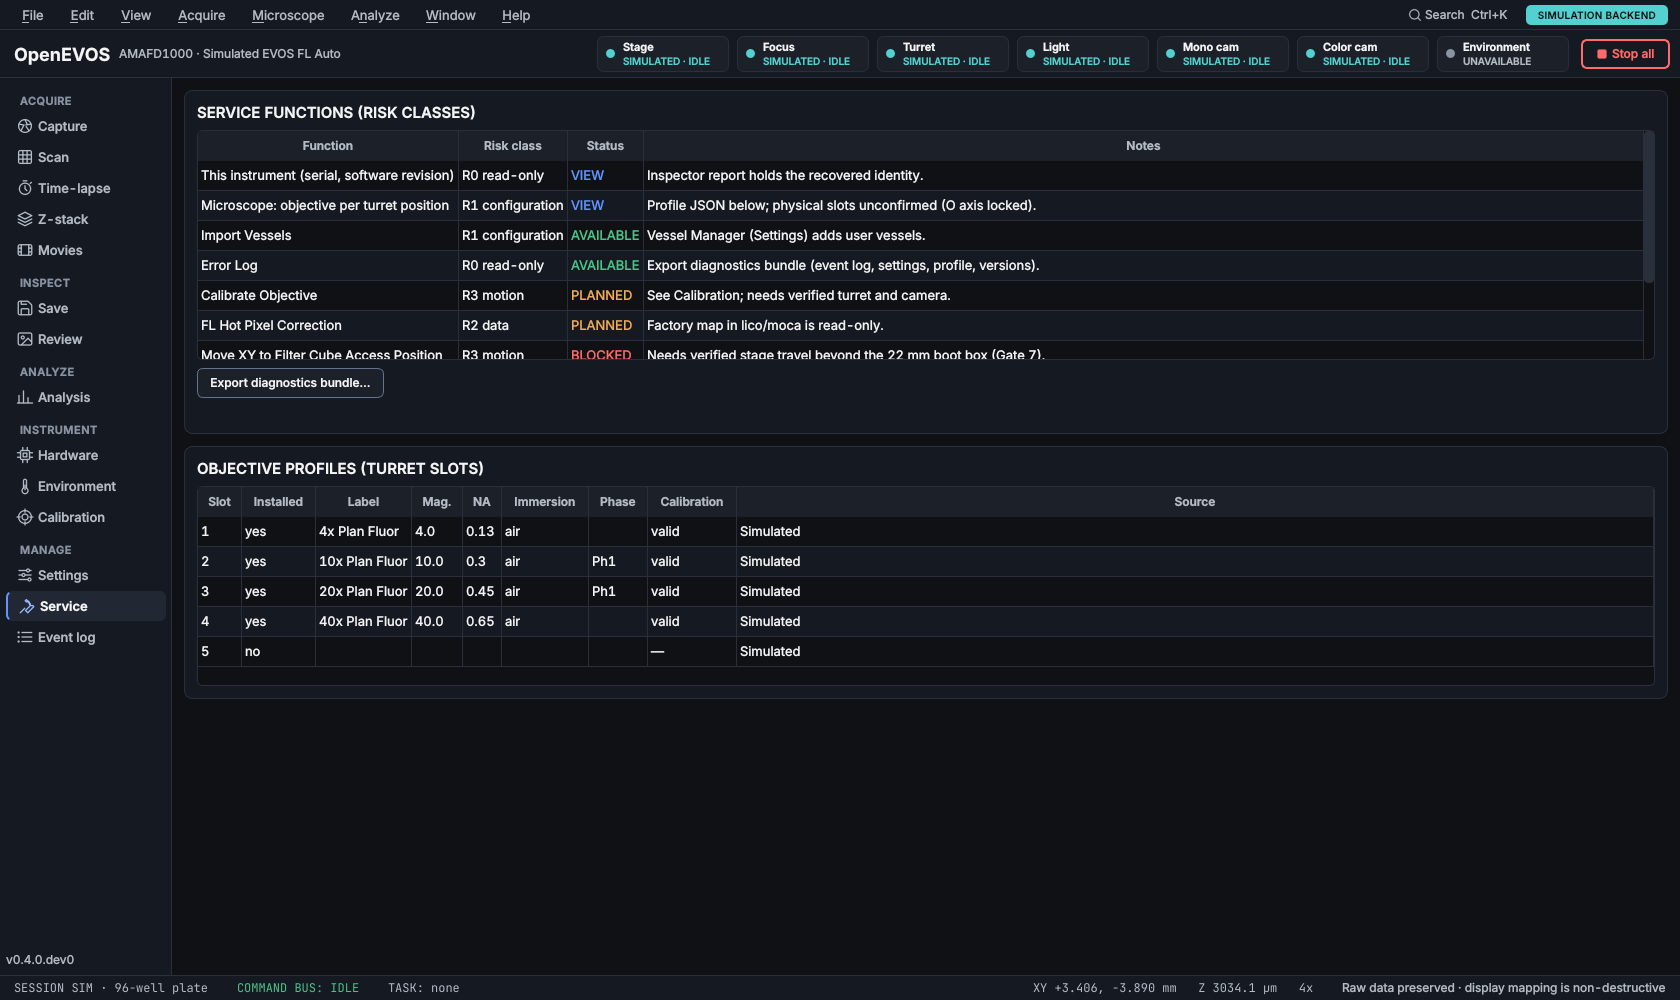 File Edit View Acquire Microscope Analyze Window Help Search Ctrl+K SIMULATION BACKEND
OpenEVOS AMAFD1000 · Simulated EVOS FL Auto
Stage
SIMULATED · IDLE
Focus
SIMULATED · IDLE
Turret
SIMULATED · IDLE
Light
SIMULATED · IDLE
Mono cam
SIMULATED · IDLE
Color cam
SIMULATED · IDLE
Environment
UNAVAILABLE
Stop all
ACQUIRE
Capture
Scan
Time-lapse
Z-stack
Movies
INSPECT
Save
Review
ANALYZE
Analysis
INSTRUMENT
Hardware
Environment
Calibration
MANAGE
Settings
Service
Event log
v0.4.0.dev0
SERVICE FUNCTIONS (RISK CLASSES)
Function Risk class Status Notes
This instrument (serial, software revision) R0 read-only VIEW Inspector report holds the recovered identity.
Microscope: objective per turret position R1 configuration VIEW Profile JSON below; physical slots unconfirmed (O axis locked).
Import Vessels R1 configuration AVAILABLE Vessel Manager (Settings) adds user vessels.
Error Log R0 read-only AVAILABLE Export diagnostics bundle (event log, settings, profile, versions).
Calibrate Objective R3 motion PLANNED See Calibration; needs verified turret and camera.
FL Hot Pixel Correction R2 data PLANNED Factory map in lico/moca is read-only.
Move XY to Filter Cube Access Position R3 motion BLOCKED Needs verified stage travel beyond the 22 mm boot box (Gate 7).
Export diagnostics bundle...
OBJECTIVE PROFILES (TURRET SLOTS)
Slot Installed Label Mag. NA Immersion Phase Calibration Source
1 yes 4x Plan Fluor 4.0 0.13 air valid Simulated
2 yes 10x Plan Fluor 10.0 0.3 air Ph1 valid Simulated
3 yes 20x Plan Fluor 20.0 0.45 air Ph1 valid Simulated
4 yes 40x Plan Fluor 40.0 0.65 air valid Simulated
5 no — Simulated
SESSION SIM · 96-well plate COMMAND BUS: IDLE TASK: none XY +3.406, -3.890 mm Z 3034.1 µm 4x Raw data preserved · display mapping is non-destructive